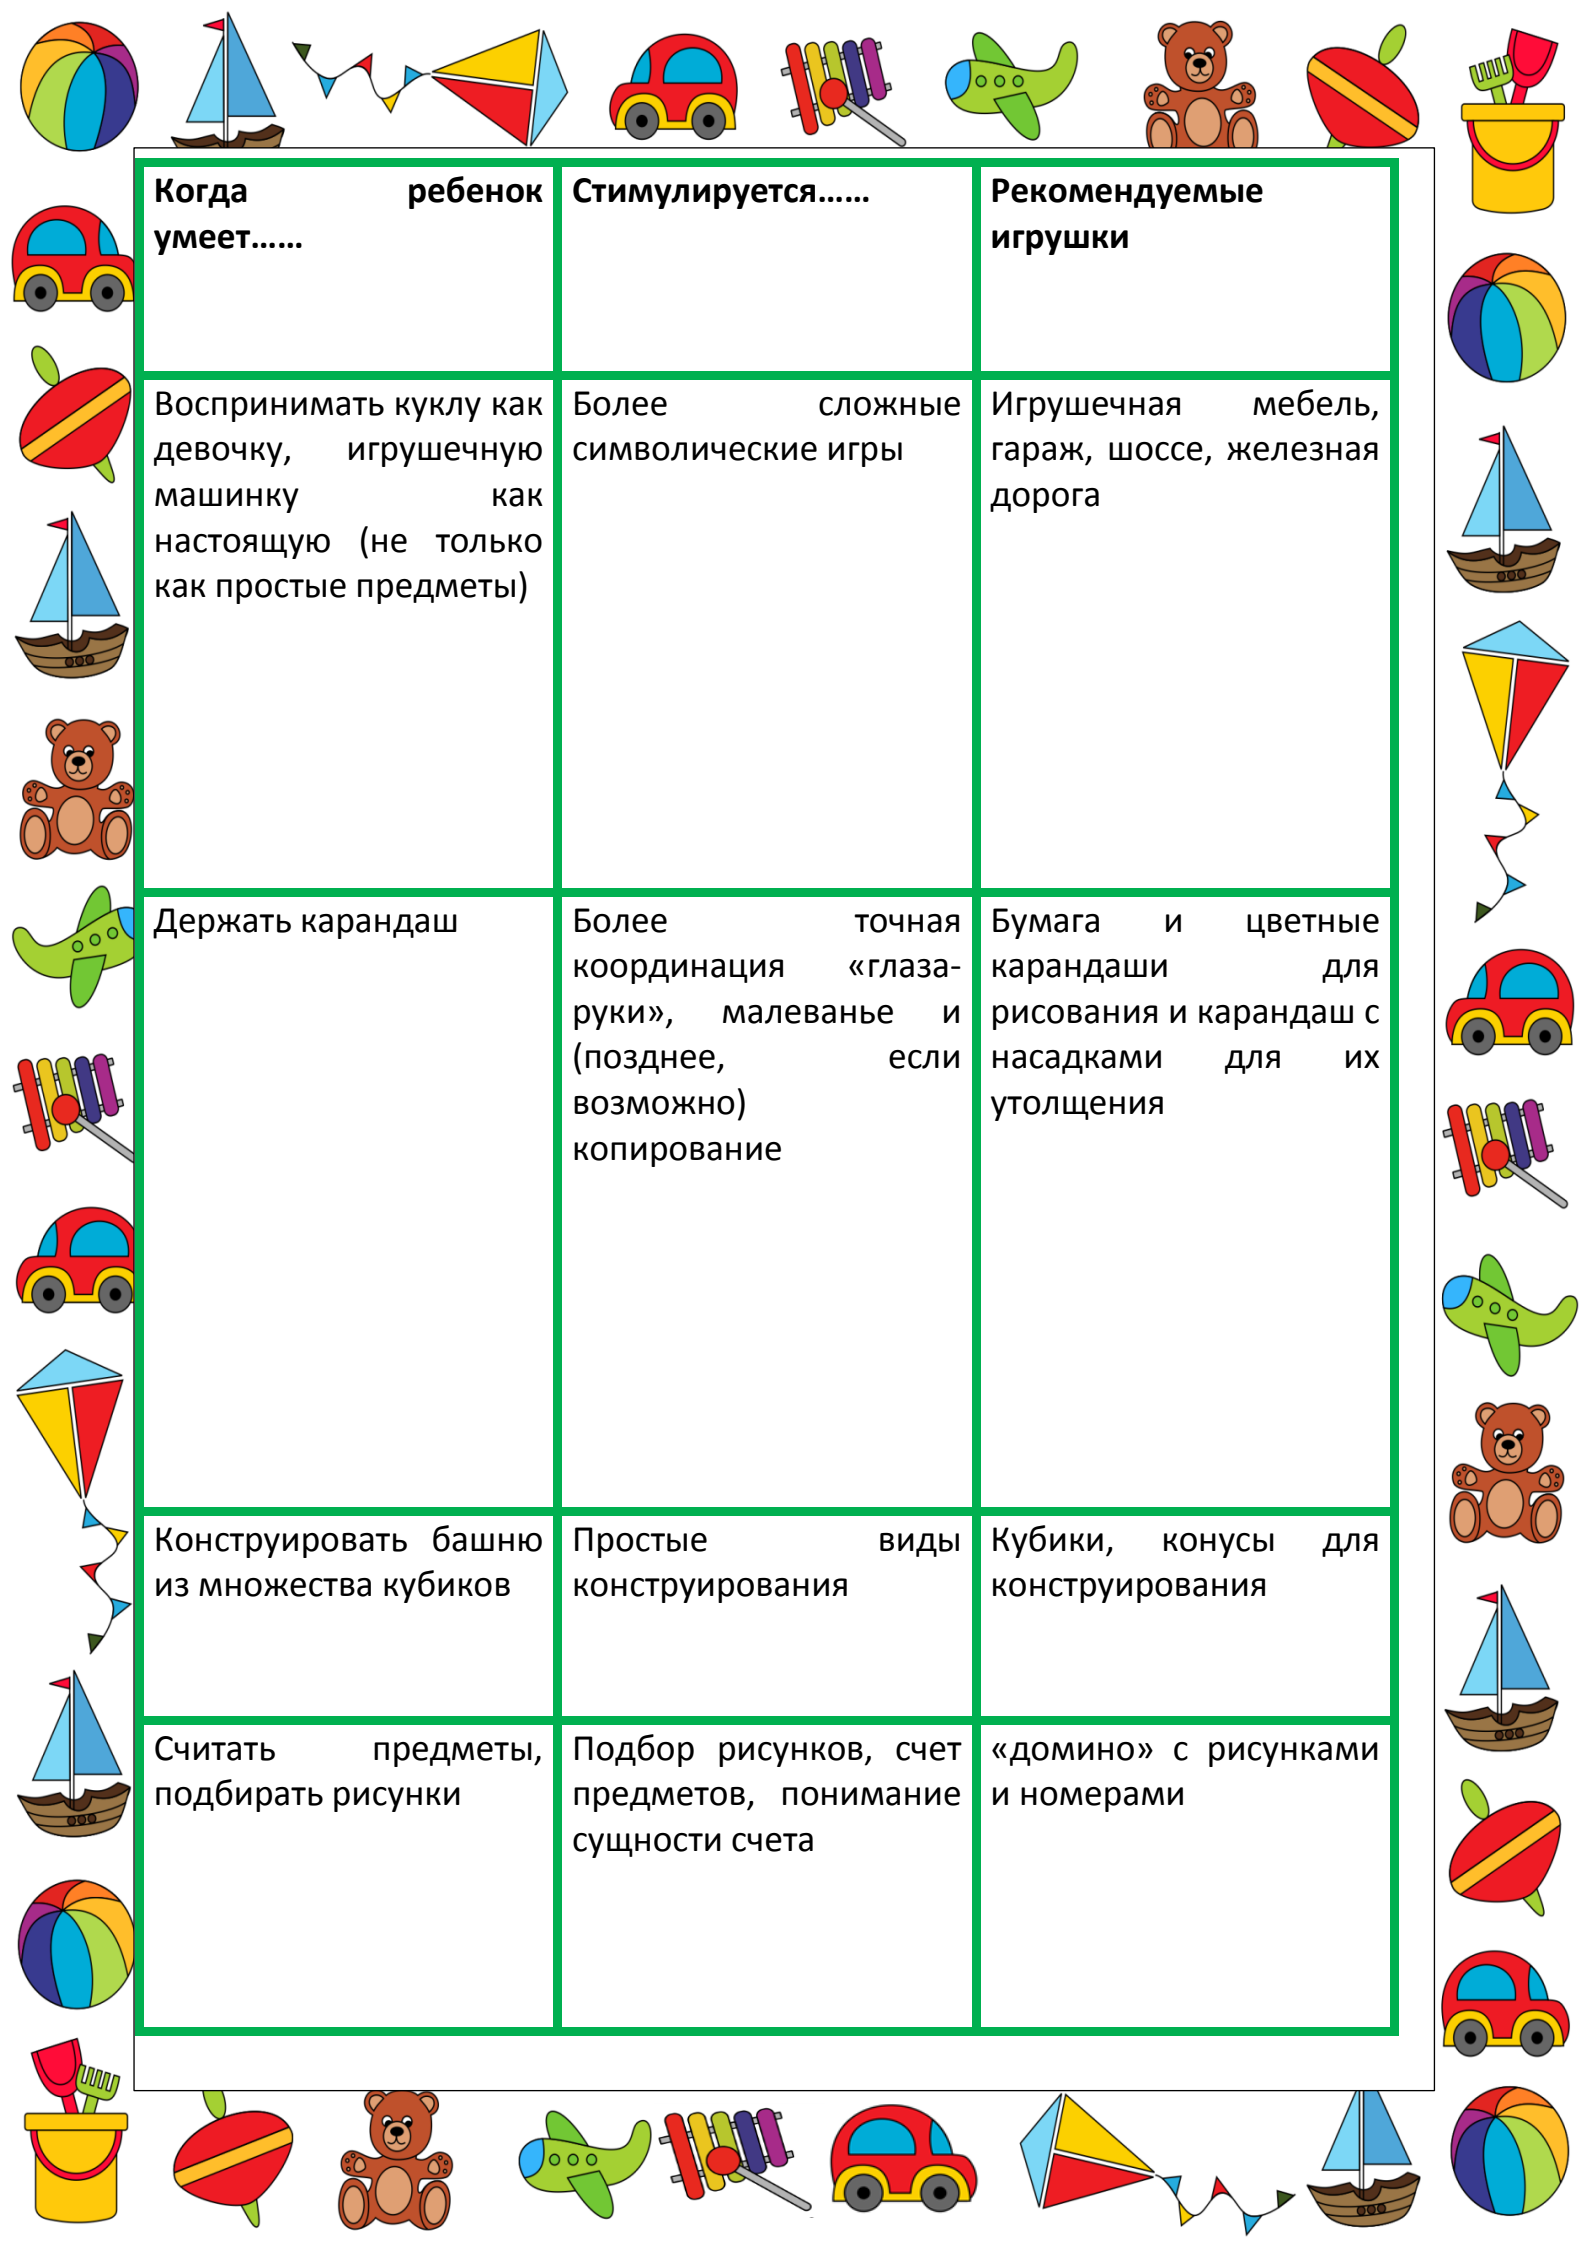 Когда ребенок
умеет......
Стимулируется......
Рекомендуемые
игрушки
Воспринимать куклу как
девочку, игрушечную
машинку как
настоящую (не только
как простые предметы)
Более сложные
символические игры
Игрушечная мебель,
гараж, шоссе, железная
дорога
Держать карандаш
Более точная
координация «глаза-
руки», малеванье и
(позднее, если
возможно)
копирование
Бумага и цветные
карандаши для
рисования и карандаш с
насадками для их
утолщения
Конструировать башню
из множества кубиков
Простые виды
конструирования
Кубики, конусы для
конструирования
Считать предметы,
подбирать рисунки
Подбор рисунков, счет
предметов, понимание
сущности счета
«домино» с рисунками
и номерами